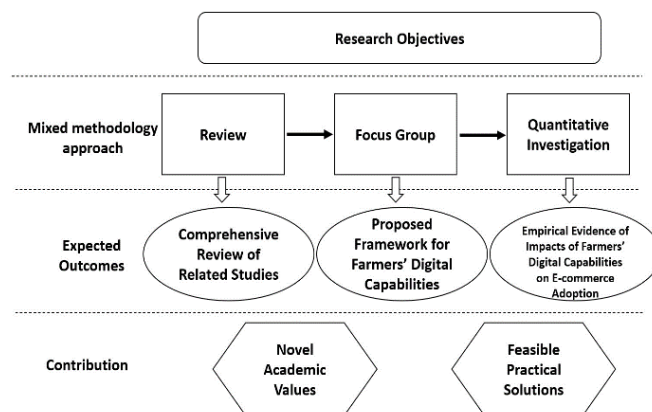 Research Objectives
Mixed methodology
approach
Review
Focus Group
Quantitative
Investigation
Expected
Outcomes
Comprehensive
Review of
Related Studies
Proposed
Framework for
Farmers’ Digital
Capabilities
Empirical Evidence of
Impacts of Farmers’
Digital Capabilities
on E-commerce
Adoption
Contribution
Novel
Academic
Values
Feasible
Practical
Solutions